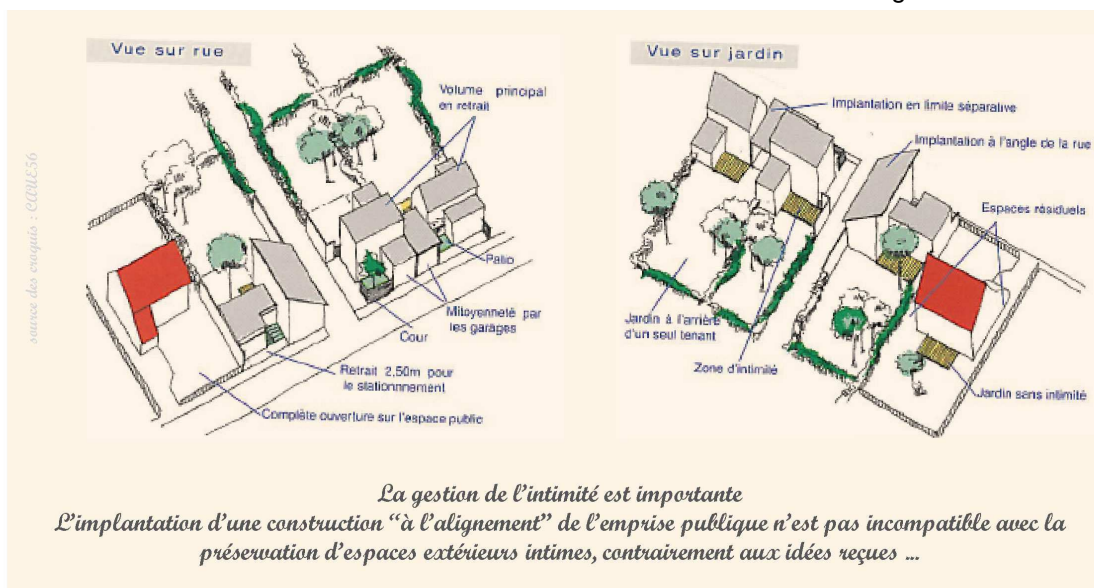 Vue sur rue
Volume principal
en retrait
Patio
Mitoyenneté par
les garages
Cour
Retrait 2,50m pour
le stationnnement
Complète ouverture sur l'espace public
source des croquis : CAUE56
Vue sur jardin
Implantation en limite séparative
Implantation à l'angle de la rue
Espaces résiduels
Jardin à l'arrière
d'un seul tenant
Zone d'intimité
Jardin sans intimité
La gestion de l'intimité est importante
L'implantation d'une construction “à l'alignement” de l'emprise publique n'est pas incompatible avec la
préservation d'espaces extérieurs intimes, contrairement aux idées reçues ...